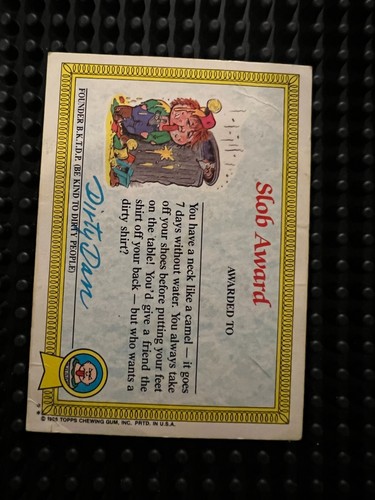 Slob Award
AWARDED TO
You have a neck like a camel — it goes
7 days without water. You always take
off your shoes before putting your feet
on the table! You'd give a friend the
shirt off your back — but who wants a
dirty shirt?
Dirty Dan
FOUNDER B.K.T.D.P. (BE KIND TO DIRTY PEOPLE)
TOPPS CHEWING GUM, INC. PRTD. IN U.S.A.